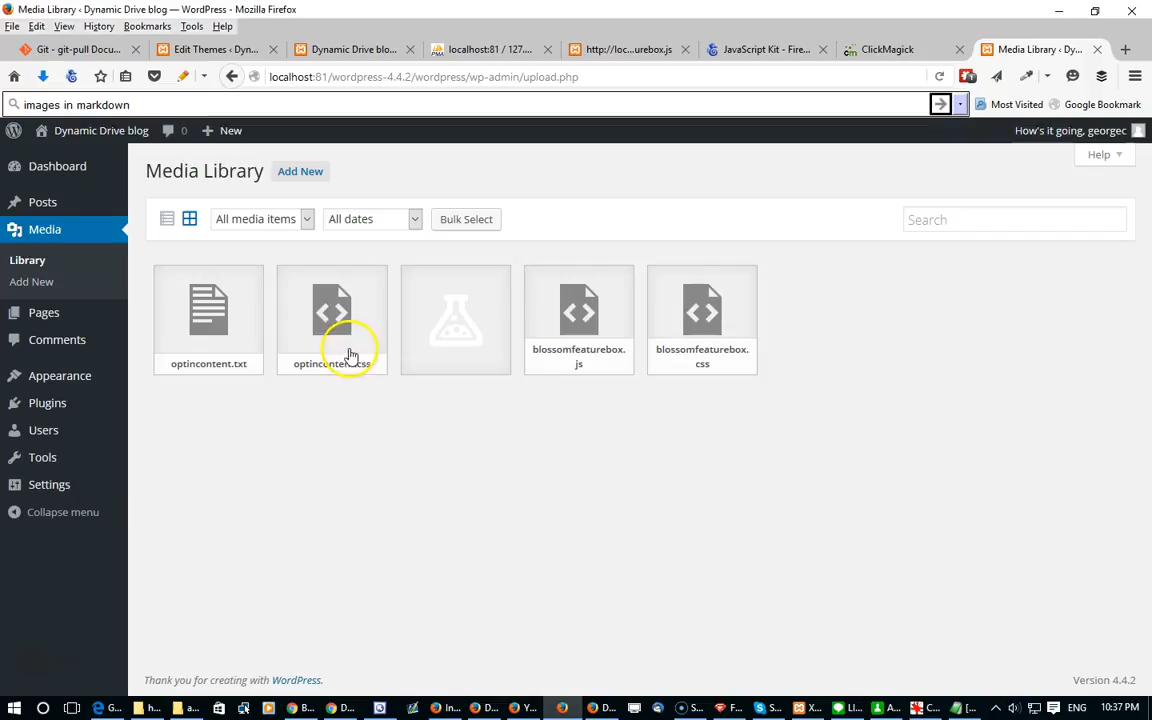 Media Library ‹ Dynamic Drive blog — WordPress - Mozilla Firefox
File Edit View History Bookmarks Tools Help
Git - git-pull Docu... Edit Themes ‹ Dyn... Dynamic Drive blo... localhost:81 / 127.... http://loc...urebox.js JavaScript Kit - Fire... ClickMagick Media Library ‹ Dy...
localhost:81/wordpress-4.4.2/wordpress/wp-admin/upload.php
images in markdown Most Visited Google Bookmark
Dynamic Drive blog 0 New How's it going, georgec
Dashboard
Posts
Media
Library
Add New
Pages
Comments
Appearance
Plugins
Users
Tools
Settings
Collapse menu
Media Library Add New Help
All media items All dates Bulk Select Search
optincontent.txt
optincontent.css
blossomfeaturebox.
js
blossomfeaturebox.
css
Thank you for creating with WordPress. Version 4.4.2
G... h... a... B... D... In... D... Y... D... S... F... S... X... LI... A... C... [... ENG 10:37 PM